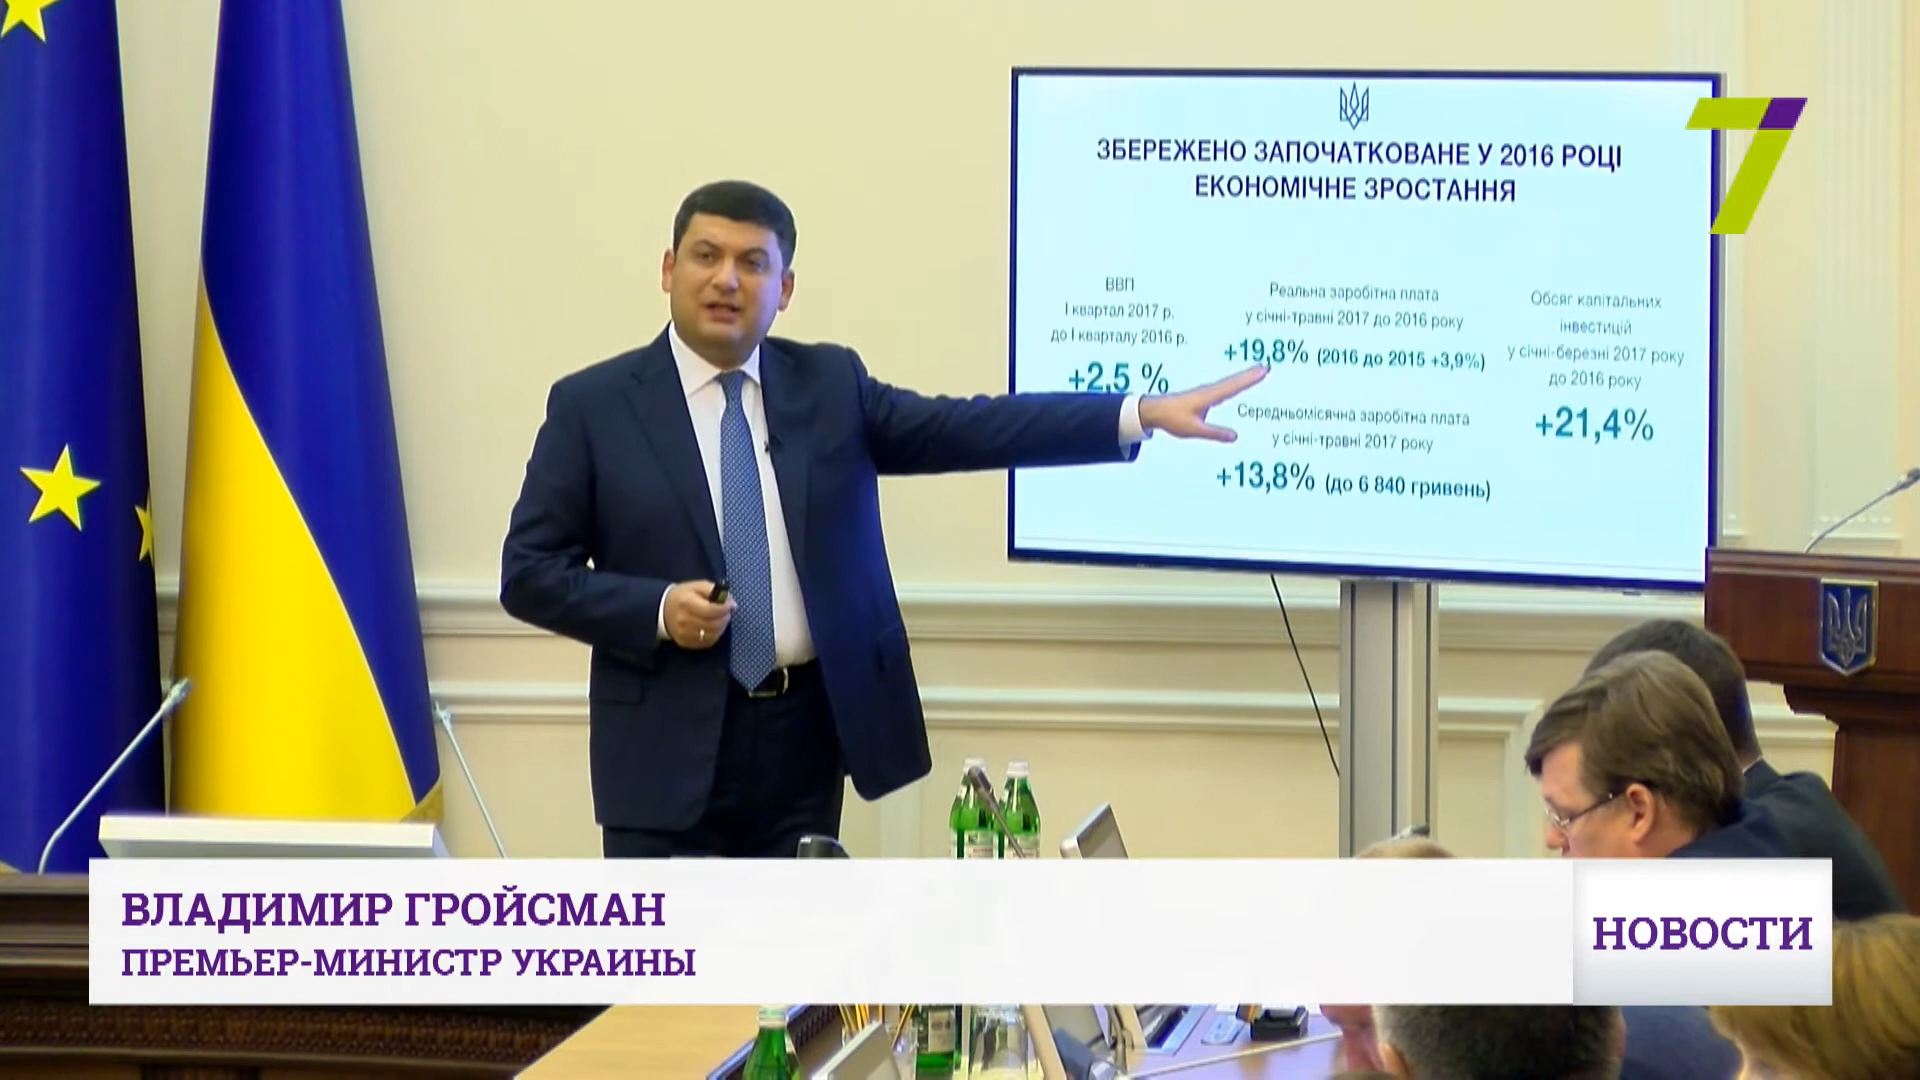 ЗБЕРЕЖЕНО ЗАПОЧАТКОВАНЕ У 2016 РОЦІ
ЕКОНОМІЧНЕ ЗРОСТАННЯ
ВВП
І квартал 2017 р.
до І кварталу 2016 р.
+2,5 %
Реальна заробітна плата
у січні-травні 2017 до 2016 року
+19,8% (2016 до 2015 +3,9%)
Середньомісячна заробітна плата
у січні-травні 2017 року
+13,8% (до 6 840 гривень)
Обсяг капітальних
інвестицій
у січні-березні 2017 року
до 2016 року
+21,4%
7
ВЛАДИМИР ГРОЙСМАН
ПРЕМЬЕР-МИНИСТР УКРАИНЫ
НОВОСТИ